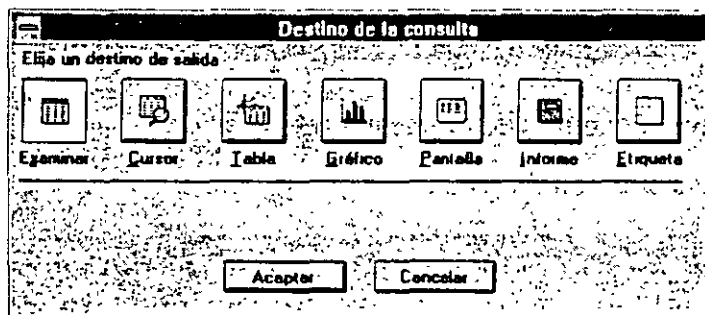 Destino de la consulta
Elija un destino de salida
Examinar Cursor Tabla Gráfico Pantalla Informe Etiqueta
Aceptar Cancelar